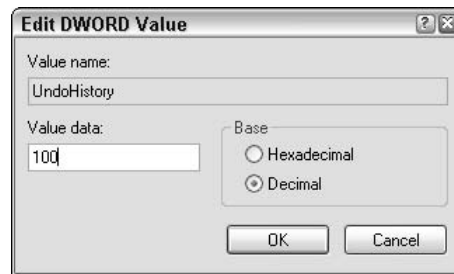 Edit DWORD Value
Value name:
UndoHistory
Value data:
100
Base
Hexadecimal
Decimal
OK
Cancel